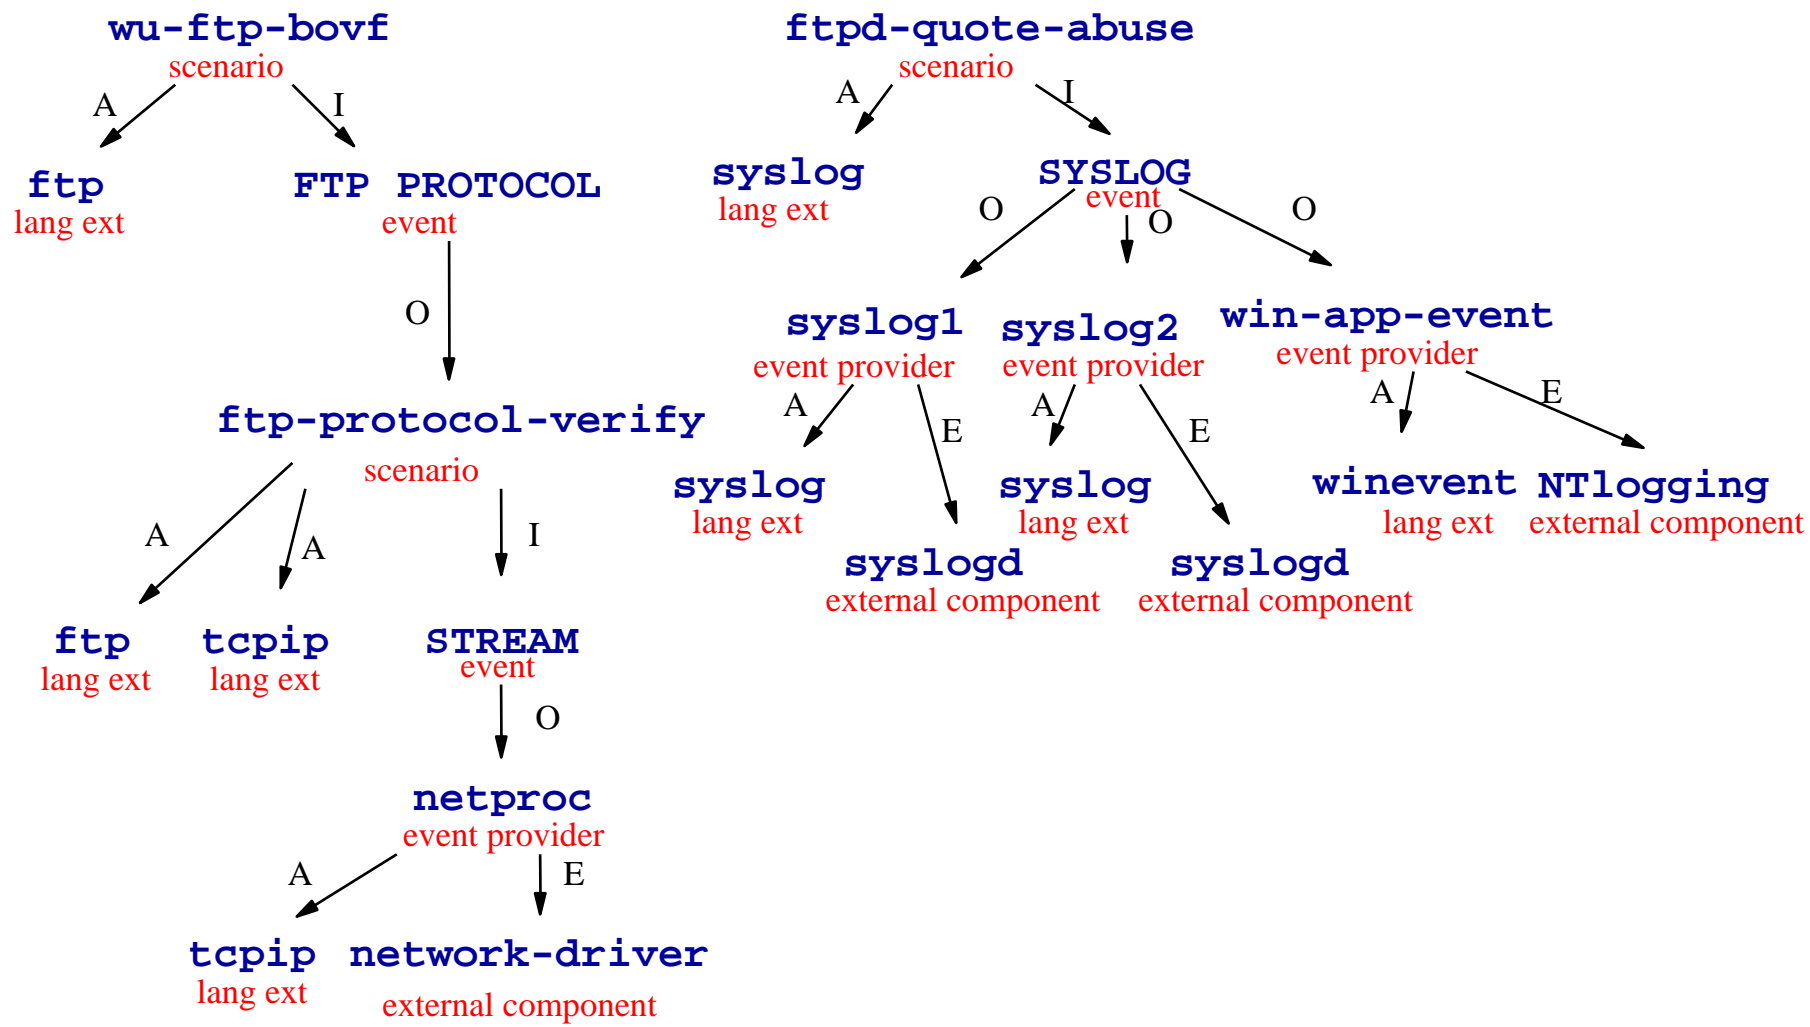 wu-ftp-bovf
scenario
A
I
ftp
lang ext
FTP PROTOCOL
event
O
ftp-protocol-verify
scenario
A
A
I
ftp
lang ext
tcpip
lang ext
STREAM
event
O
netproc
event provider
A
E
tcpip
lang ext
network-driver
external component
ftpd-quote-abuse
scenario
A
I
syslog
lang ext
SYSLOG
event
O
O
O
syslog1
event provider
syslog2
event provider
win-app-event
event provider
A
E
A
E
A
E
syslog
lang ext
syslogd
external component
syslog
lang ext
syslogd
external component
winevent
lang ext
NTlogging
external component